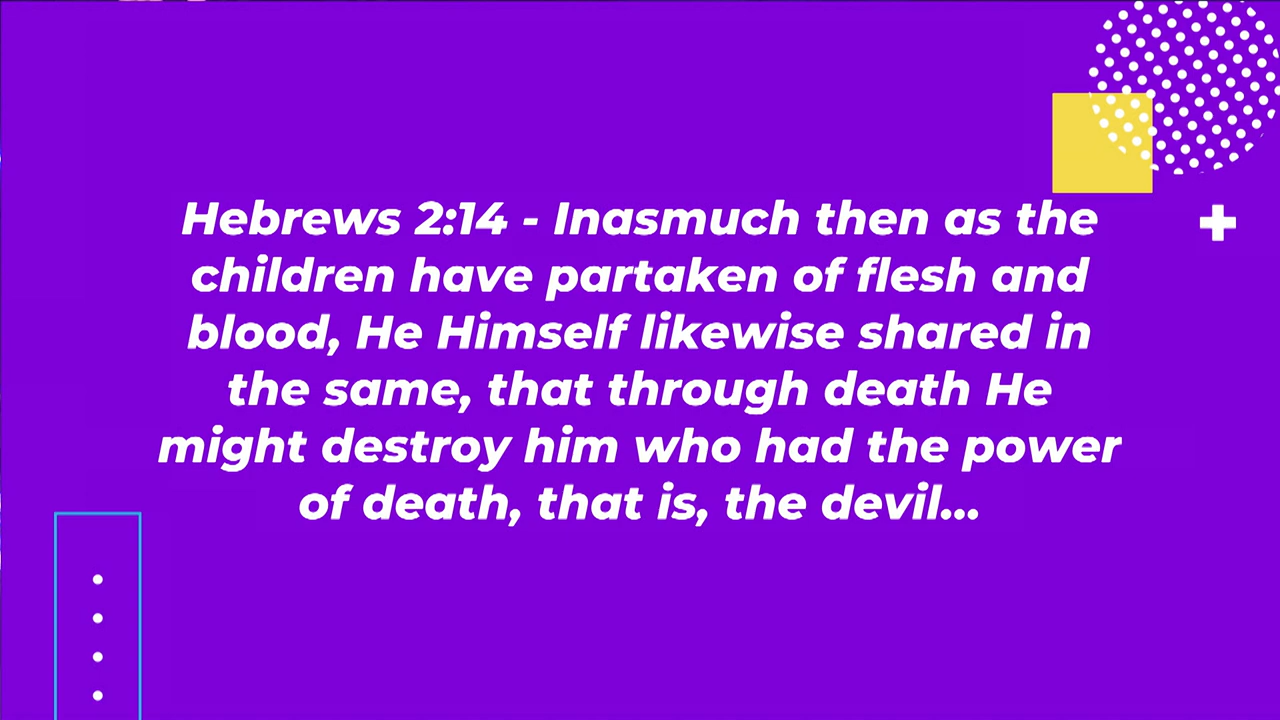 Hebrews 2:14 - Inasmuch then as the
children have partaken of flesh and
blood, He Himself likewise shared in
the same, that through death He
might destroy him who had the power
of death, that is, the devil...